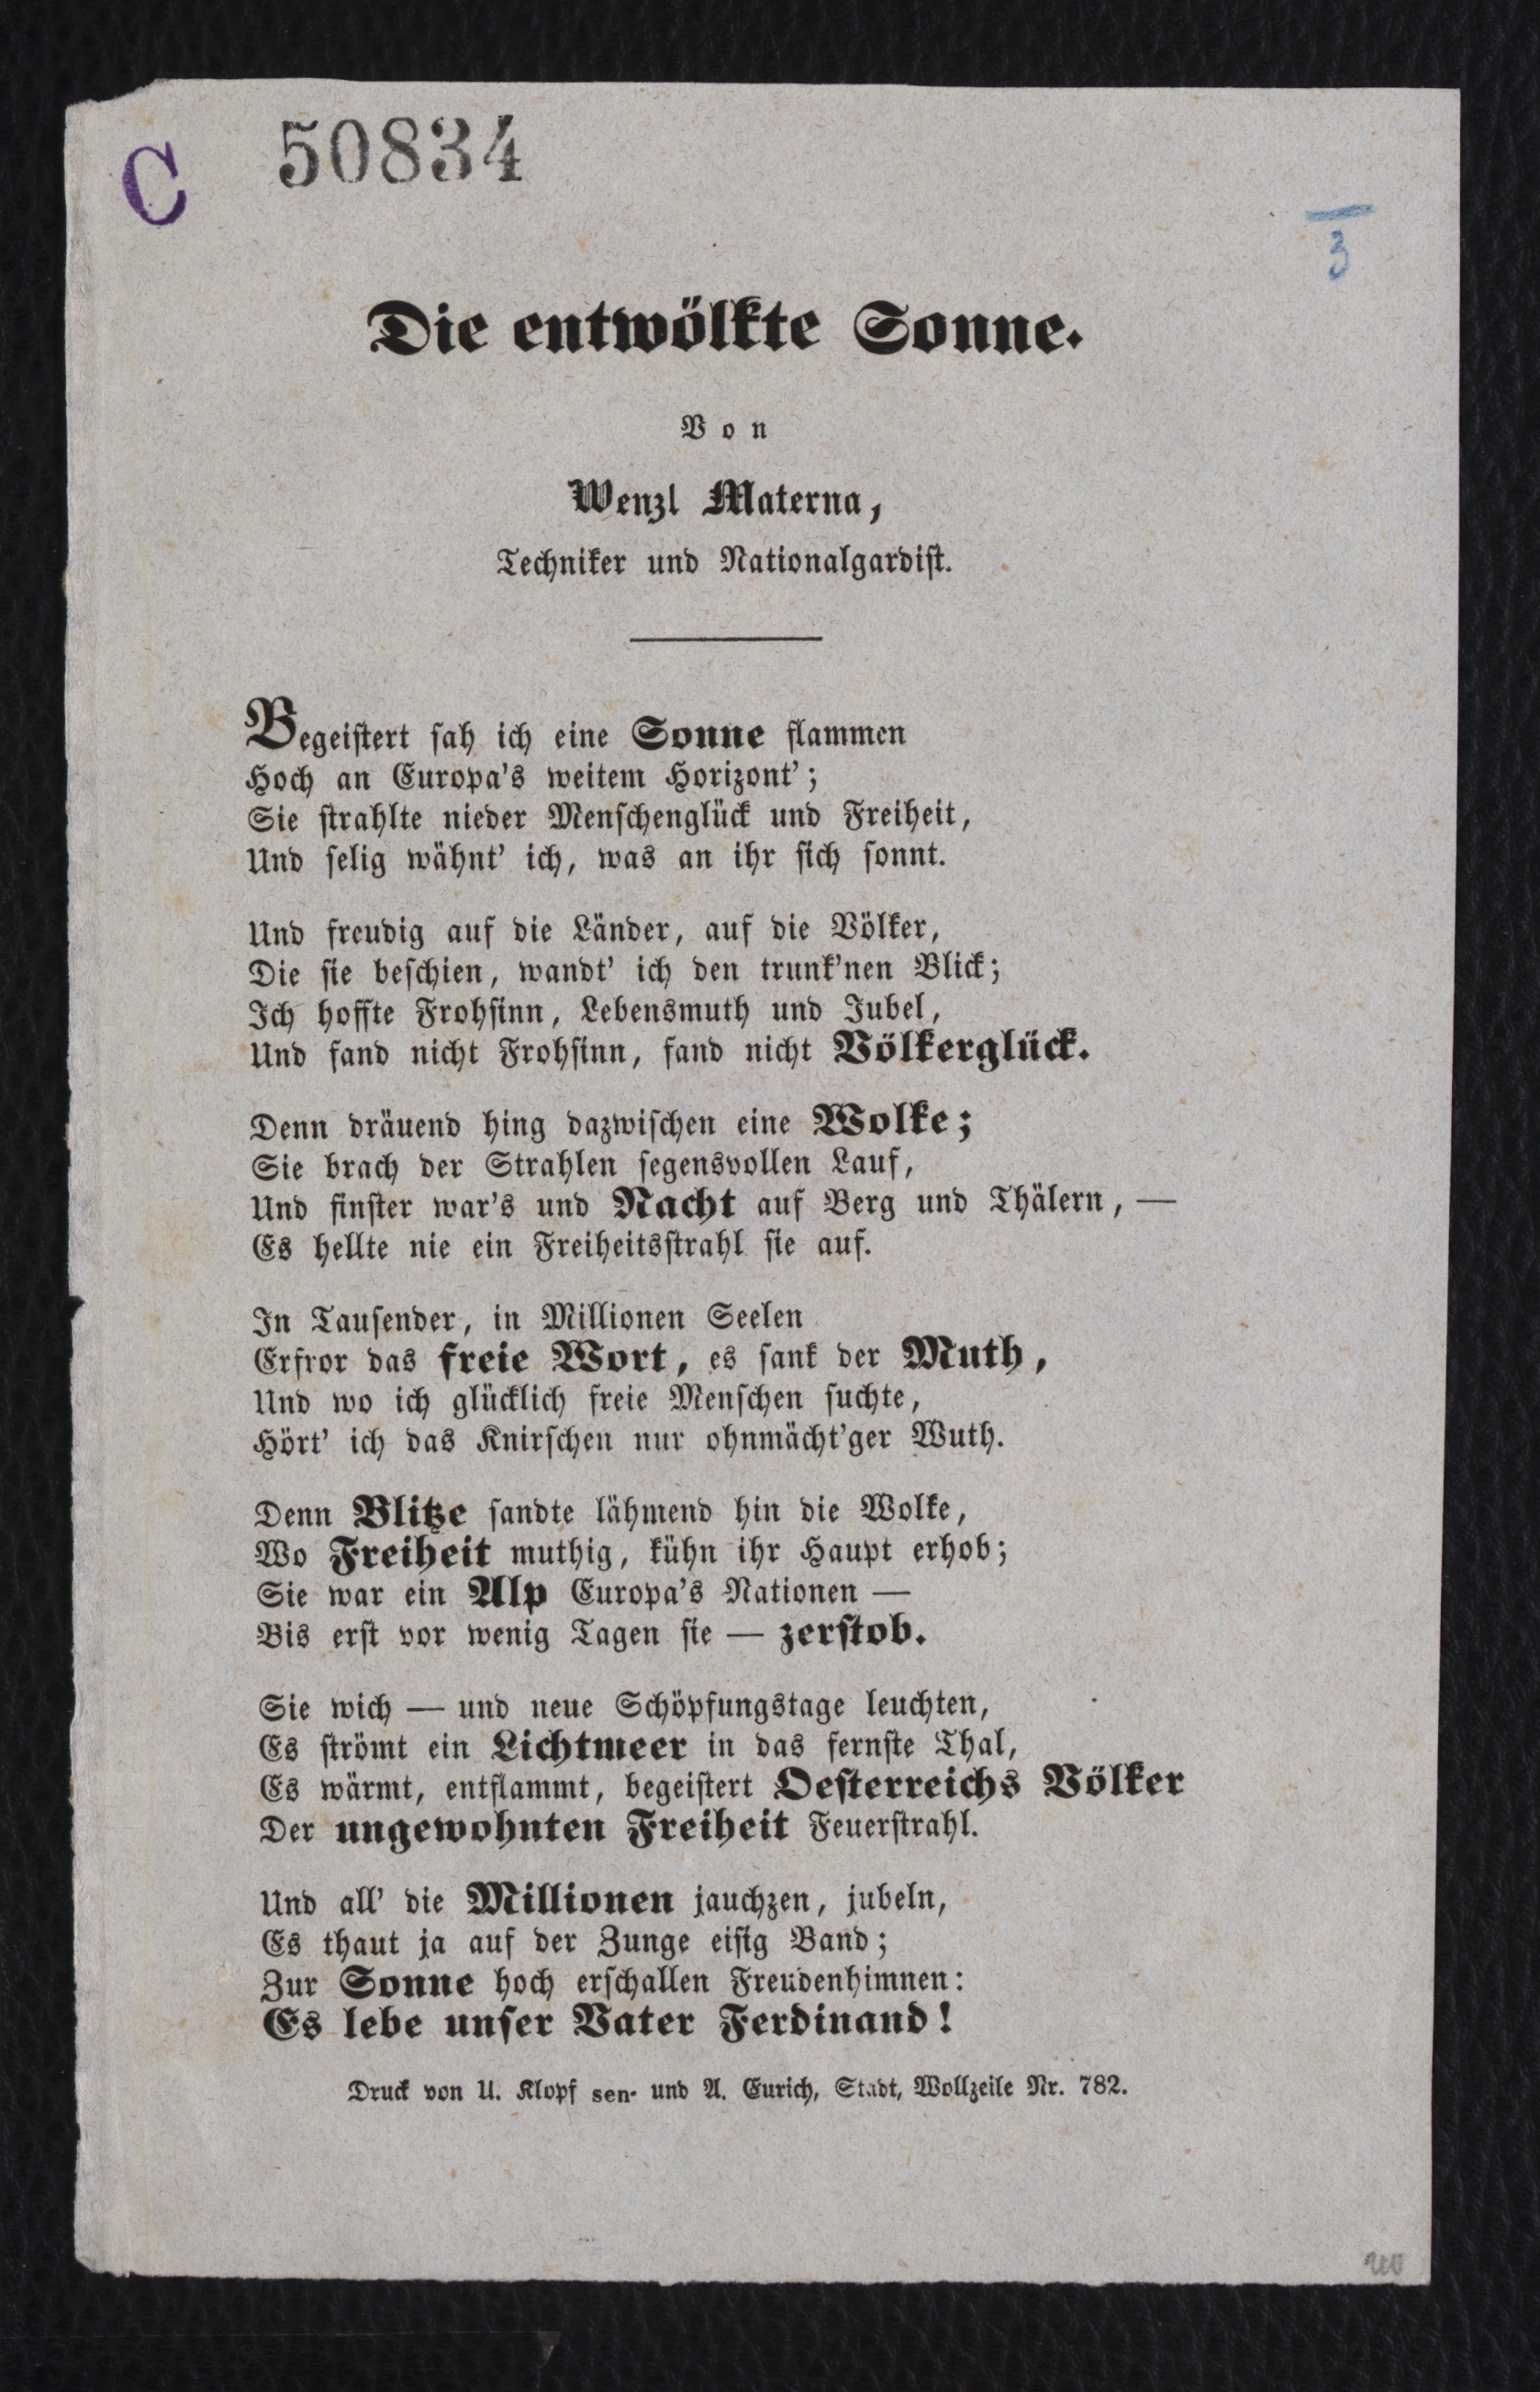 C 50834
3
Die entwölkte Sonne.
Von
Wenzl Materna,
Techniker und Nationalgardist.
Begeistert sah ich eine Sonne flammen
Hoch an Europa's weitem Horizont';
Sie strahlte nieder Menschenglück und Freiheit,
Und selig wähnt' ich, was an ihr sich sonnt.
Und freudig auf die Länder, auf die Völker,
Die sie beschien, wandt' ich den trunk'nen Blick;
Ich hoffte Frohsinn, Lebensmuth und Jubel,
Und fand nicht Frohsinn, fand nicht Völkerglück.
Denn dräuend hing dazwischen eine Wolke;
Sie brach der Strahlen segensvollen Lauf,
Und finster war's und Nacht auf Berg und Thälern, —
Es hellte nie ein Freiheitsstrahl sie auf.
In Tausender, in Millionen Seelen
Erfror das freie Wort, es sank der Muth,
Und wo ich glücklich freie Menschen suchte,
Hört' ich das Knirschen nur ohnmächt'ger Wuth.
Denn Blitze sandte lähmend hin die Wolke,
Wo Freiheit muthig, kühn ihr Haupt erhob;
Sie war ein Alp Europa's Nationen —
Bis erst vor wenig Tagen sie — zerstob.
Sie wich — und neue Schöpfungstage leuchten,
Es strömt ein Lichtmeer in das fernste Thal,
Es wärmt, entflammt, begeistert Oesterreichs Völker
Der ungewohnten Freiheit Feuerstrahl.
Und all' die Millionen jauchzen, jubeln,
Es thaut ja auf der Zunge eisig Band;
Zur Sonne hoch erschallen Freudenhimnen:
Es lebe unser Vater Ferdinand!
Druck von U. Klopf sen. und A. Eurich, Stadt, Wollzeile Nr. 782.